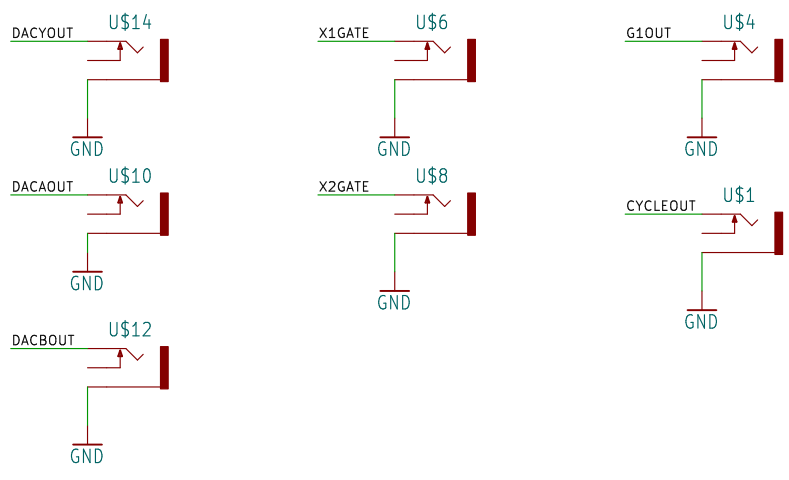 U$14
DACYOUT
GND
U$6
X1GATE
GND
U$4
G1OUT
GND
U$10
DACAOUT
GND
U$8
X2GATE
GND
U$1
CYCLEOUT
GND
U$12
DACBOUT
GND